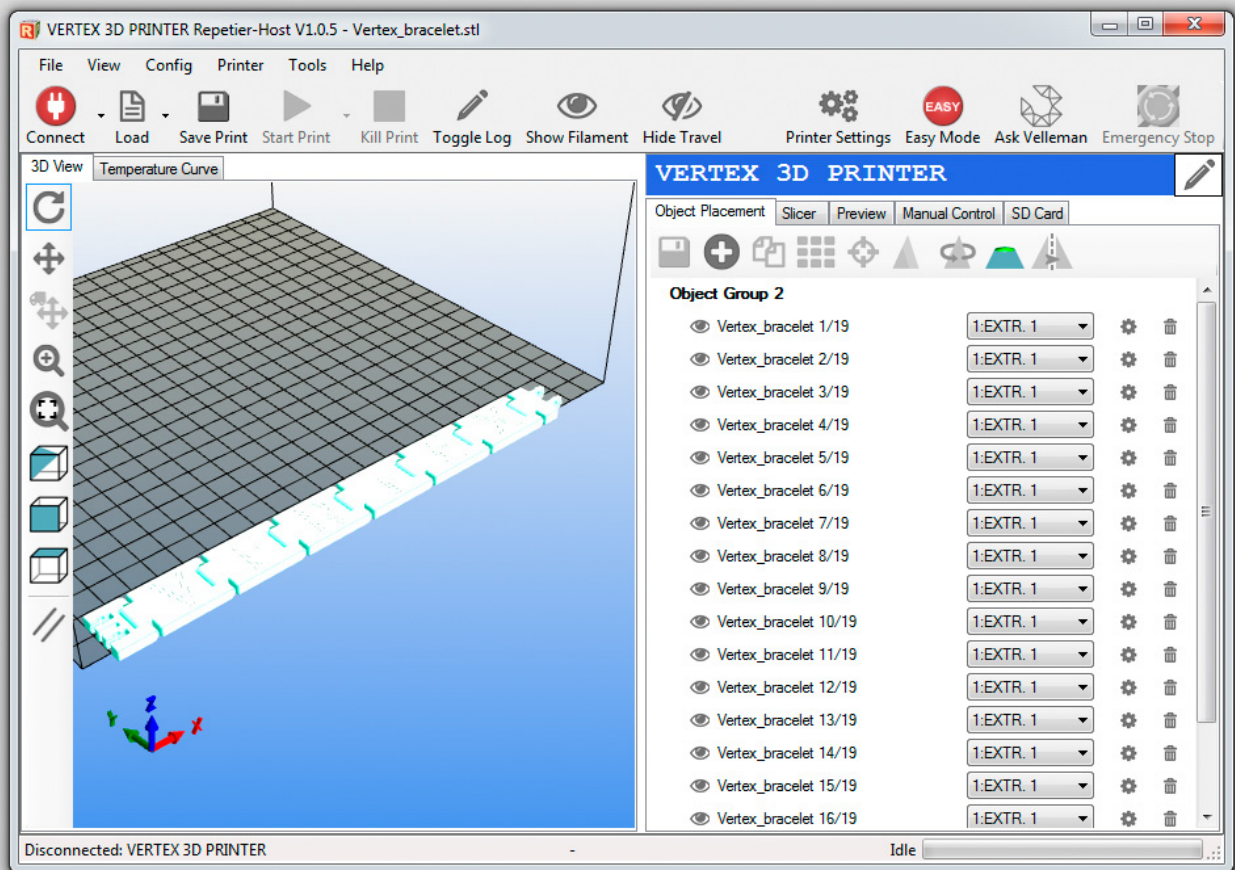 VERTEX 3D PRINTER Repetier-Host V1.0.5 - Vertex_bracelet.stl
File View Config Printer Tools Help
Connect Load Save Print Start Print Kill Print Toggle Log Show Filament Hide Travel Printer Settings EASY Easy Mode Ask Velleman Emergency Stop
3D View Temperature Curve
VERTEX 3D PRINTER
Object Placement Slicer Preview Manual Control SD Card
Object Group 2
Vertex_bracelet 1/19 1:EXTR. 1
Vertex_bracelet 2/19 1:EXTR. 1
Vertex_bracelet 3/19 1:EXTR. 1
Vertex_bracelet 4/19 1:EXTR. 1
Vertex_bracelet 5/19 1:EXTR. 1
Vertex_bracelet 6/19 1:EXTR. 1
Vertex_bracelet 7/19 1:EXTR. 1
Vertex_bracelet 8/19 1:EXTR. 1
Vertex_bracelet 9/19 1:EXTR. 1
Vertex_bracelet 10/19 1:EXTR. 1
Vertex_bracelet 11/19 1:EXTR. 1
Vertex_bracelet 12/19 1:EXTR. 1
Vertex_bracelet 13/19 1:EXTR. 1
Vertex_bracelet 14/19 1:EXTR. 1
Vertex_bracelet 15/19 1:EXTR. 1
Vertex_bracelet 16/19 1:EXTR. 1
Z
Y X
Disconnected: VERTEX 3D PRINTER - Idle